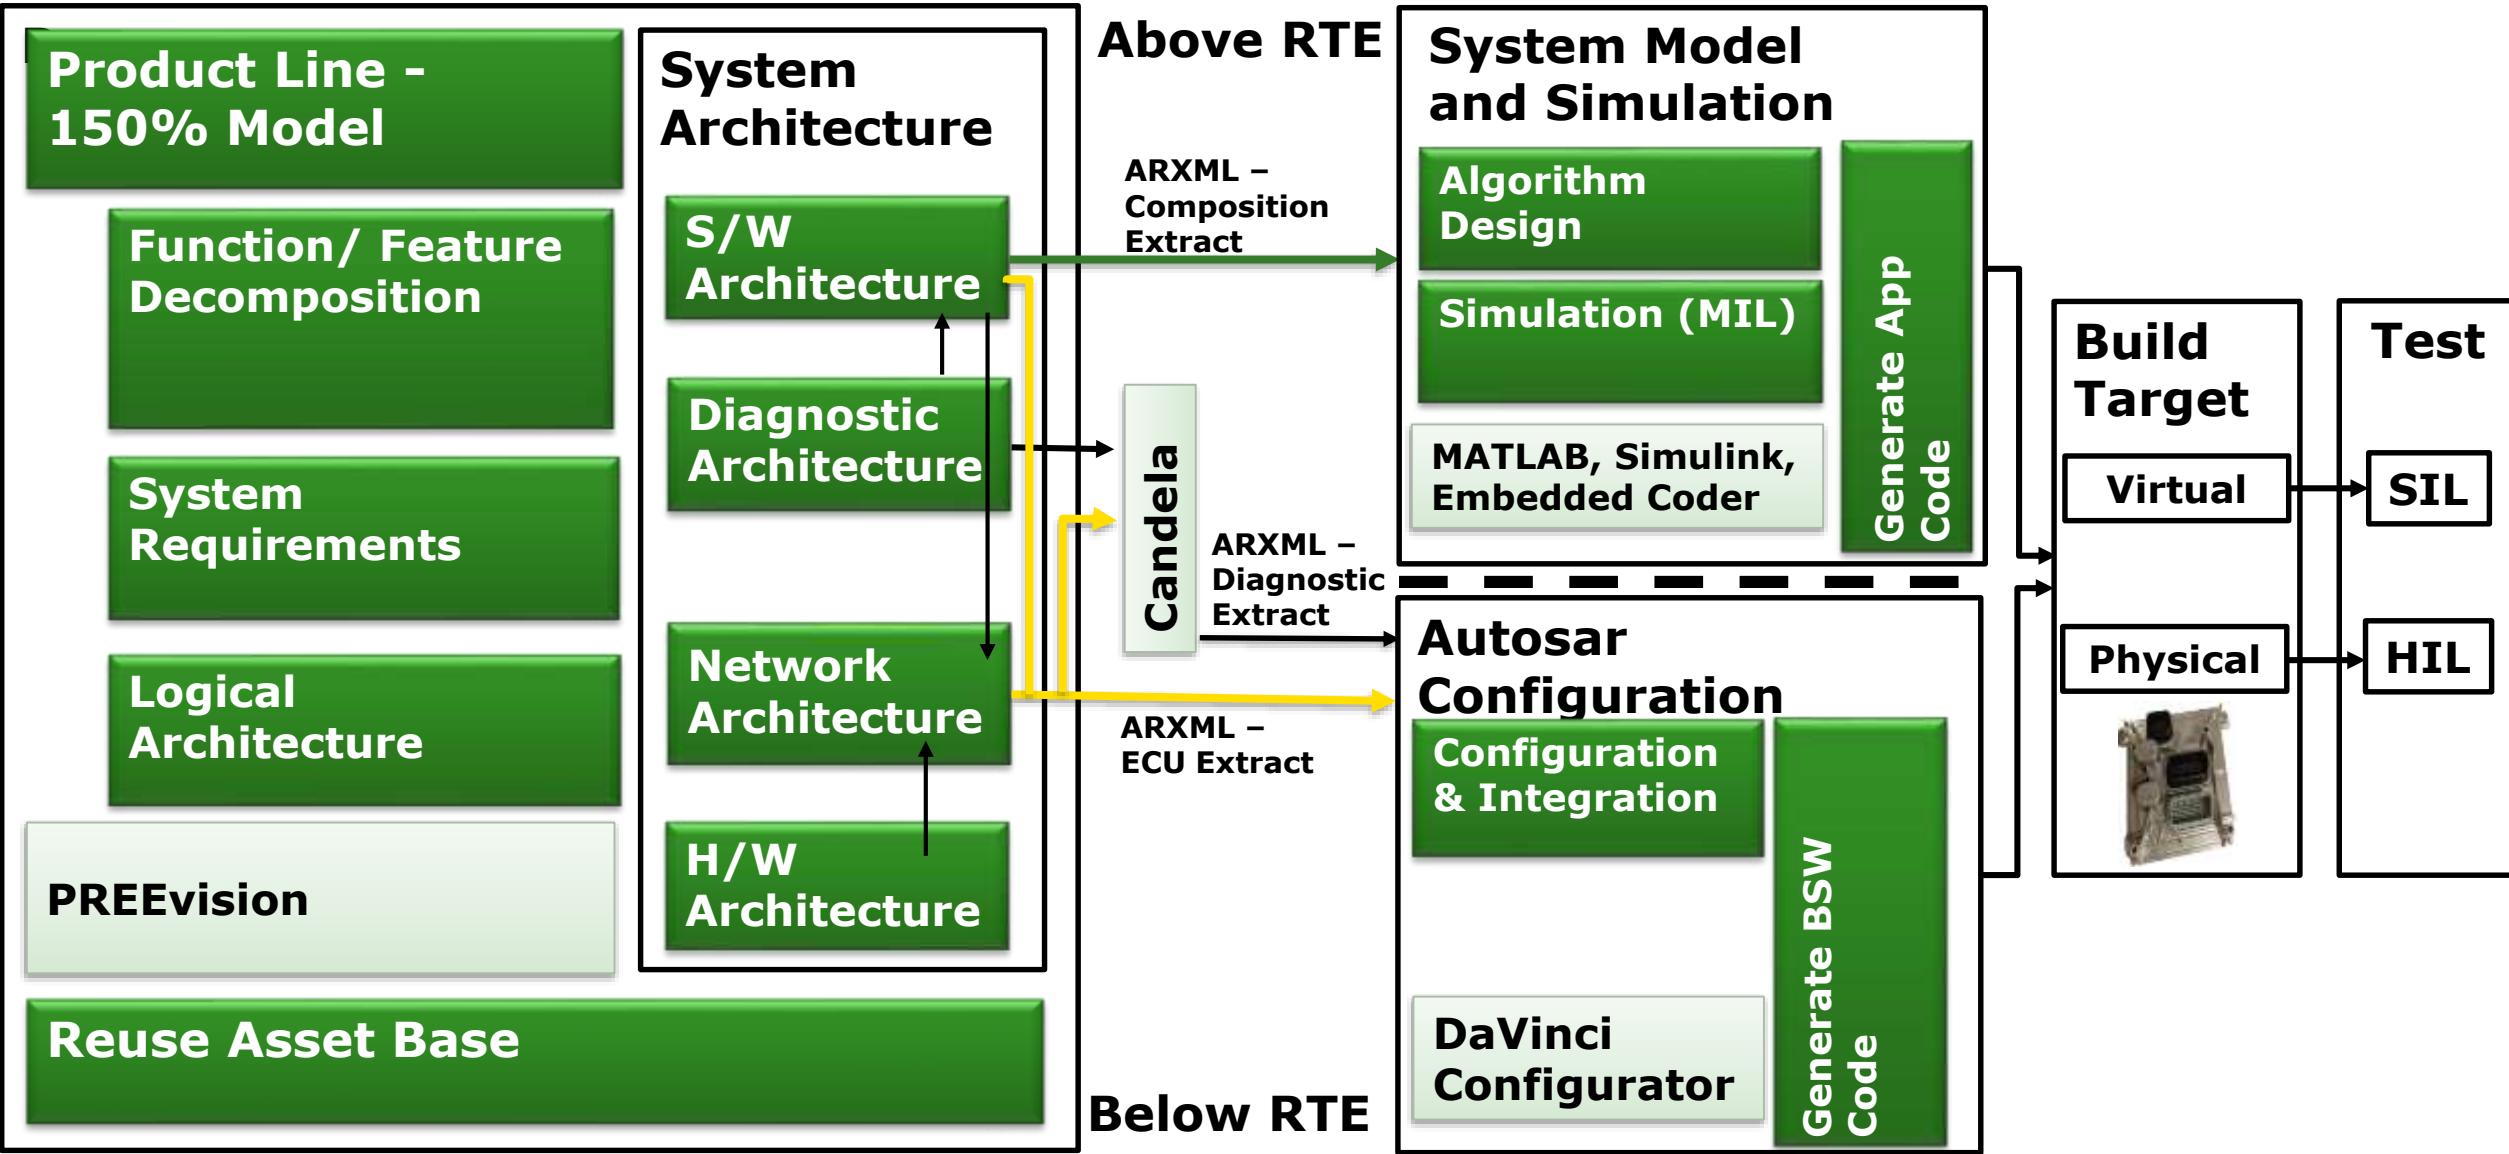 Product Line -
150% Model
Function/ Feature
Decomposition
System
Requirements
Logical
Architecture
PREEvision
Reuse Asset Base
System
Architecture
S/W
Architecture
Diagnostic
Architecture
Network
Architecture
H/W
Architecture
Above RTE
ARXML –
Composition
Extract
Candela
ARXML –
Diagnostic
Extract
ARXML –
ECU Extract
Below RTE
System Model
and Simulation
Algorithm
Design
Simulation (MIL)
MATLAB, Simulink,
Embedded Coder
Generate App
Code
Autosar
Configuration
Configuration
& Integration
DaVinci
Configurator
Generate BSW
Code
Build
Target
Virtual
Physical
Test
SIL
HIL